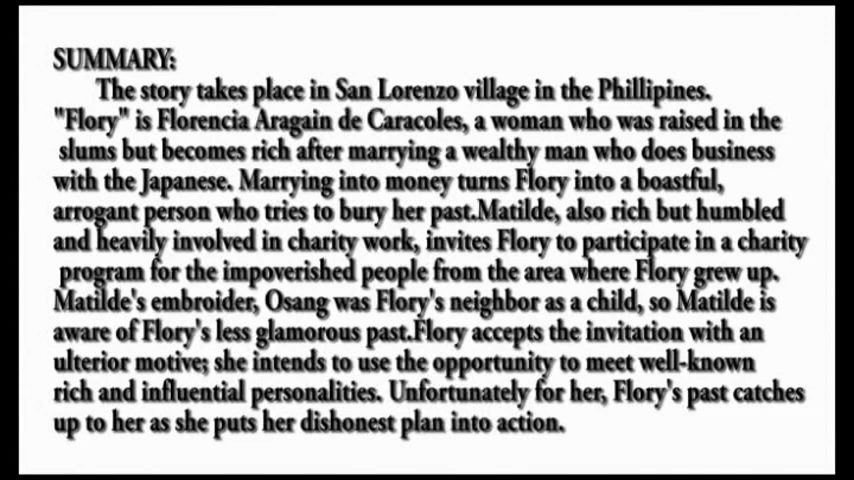 SUMMARY:
The story takes place in San Lorenzo village in the Phillipines.
"Flory" is Florencia Aragain de Caracoles, a woman who was raised in the
slums but becomes rich after marrying a wealthy man who does business
with the Japanese. Marrying into money turns Flory into a boastful,
arrogant person who tries to bury her past.Matilde, also rich but humbled
and heavily involved in charity work, invites Flory to participate in a charity
program for the impoverished people from the area where Flory grew up.
Matilde's embroider, Osang was Flory's neighbor as a child, so Matilde is
aware of Flory's less glamorous past.Flory accepts the invitation with an
ulterior motive; she intends to use the opportunity to meet well-known
rich and influential personalities. Unfortunately for her, Flory's past catches
up to her as she puts her dishonest plan into action.